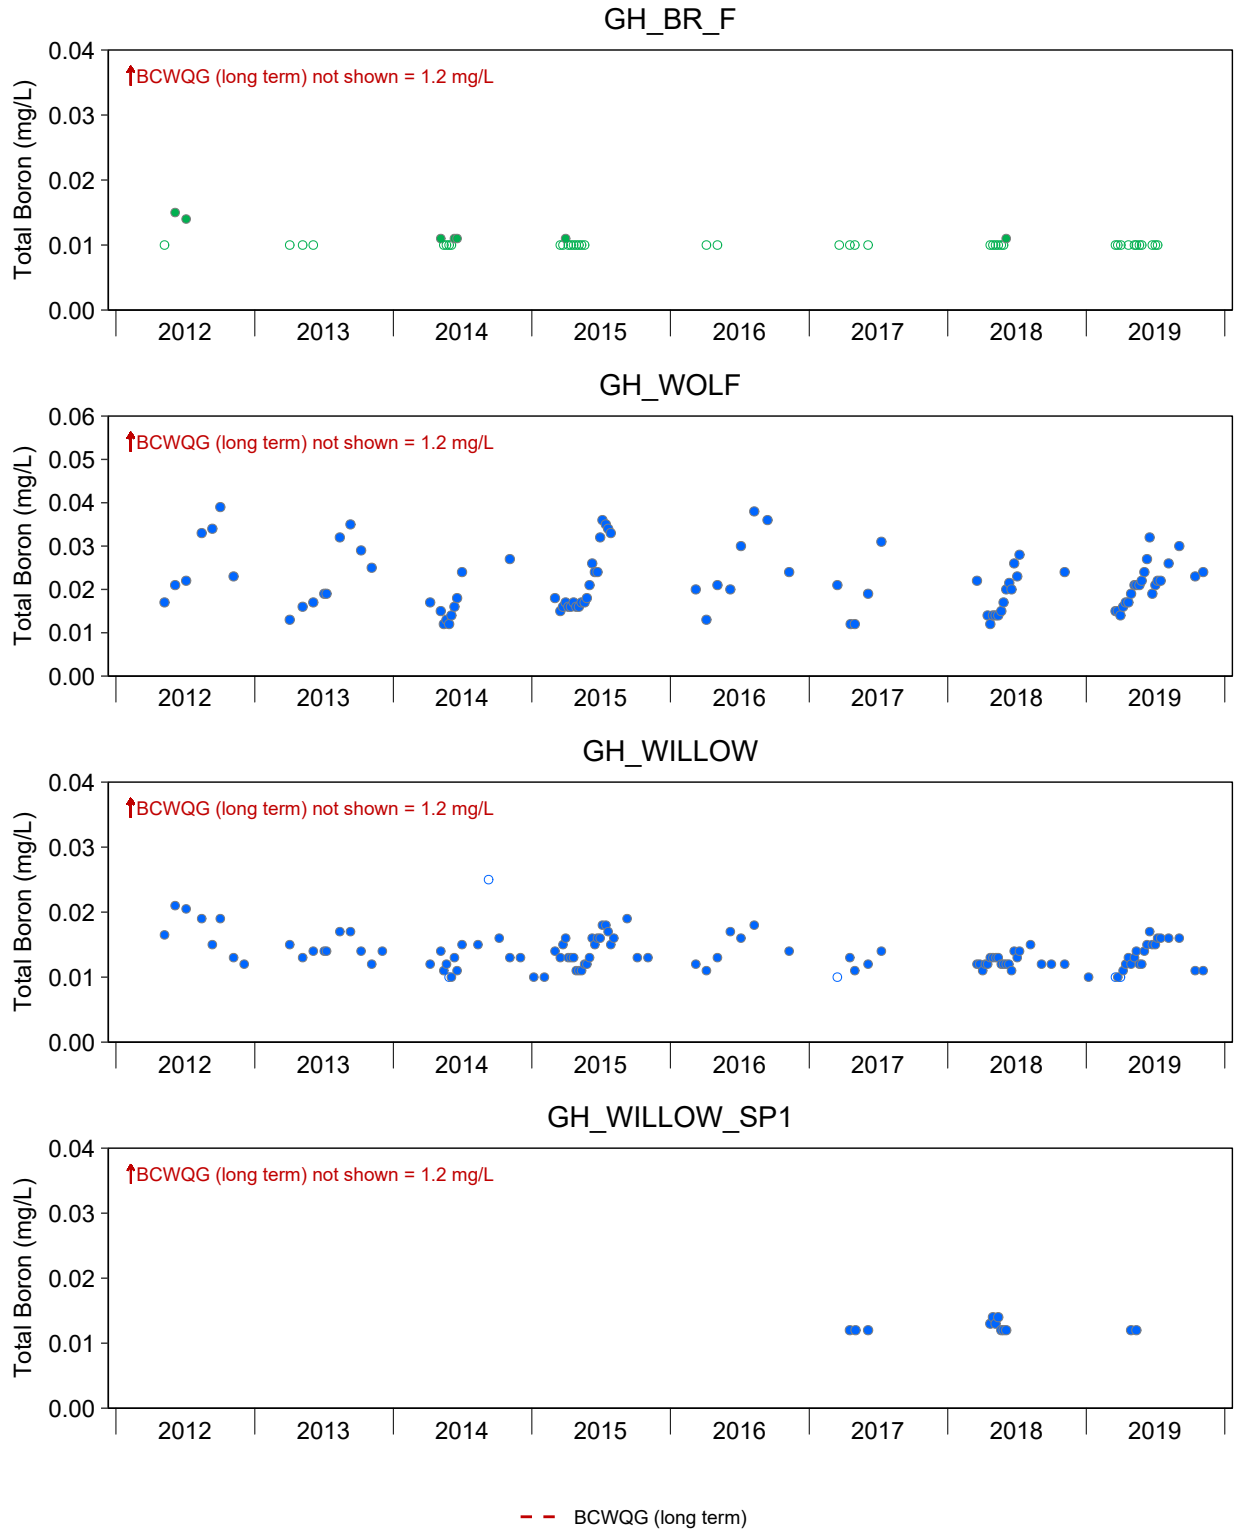 GH_BR_F
Total Boron (mg/L)
0.04
0.03
0.02
0.01
0.00
BCWQG (long term) not shown = 1.2 mg/L
2012 2013 2014 2015 2016 2017 2018 2019
GH_WOLF
Total Boron (mg/L)
0.06
0.05
0.04
0.03
0.02
0.01
0.00
BCWQG (long term) not shown = 1.2 mg/L
2012 2013 2014 2015 2016 2017 2018 2019
GH_WILLOW
Total Boron (mg/L)
0.04
0.03
0.02
0.01
0.00
BCWQG (long term) not shown = 1.2 mg/L
2012 2013 2014 2015 2016 2017 2018 2019
GH_WILLOW_SP1
Total Boron (mg/L)
0.04
0.03
0.02
0.01
0.00
BCWQG (long term) not shown = 1.2 mg/L
2012 2013 2014 2015 2016 2017 2018 2019
BCWQG (long term)